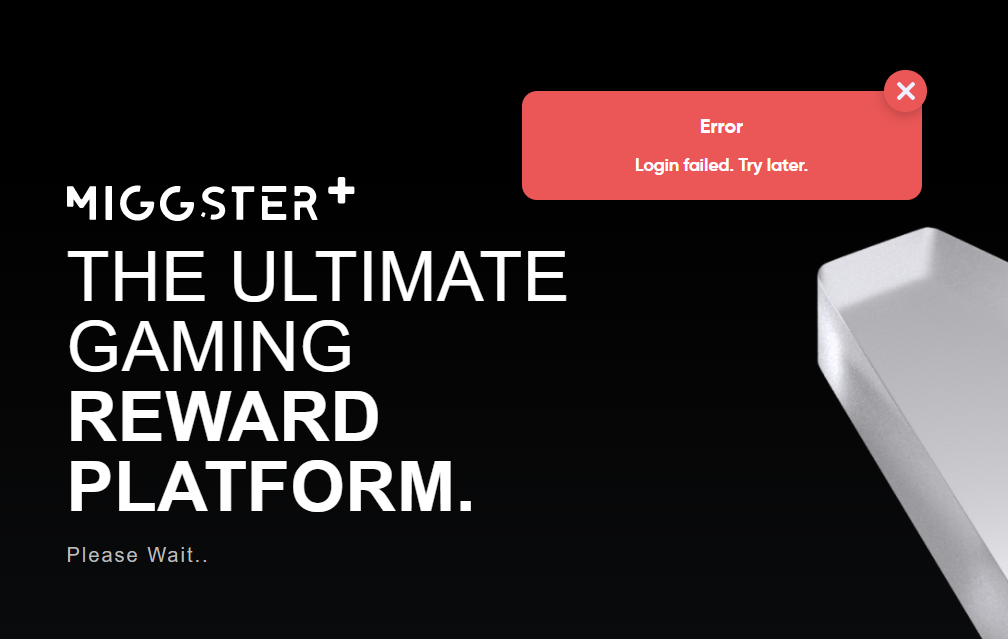 Error
Login failed. Try later.
MIGGSTER+
THE ULTIMATE
GAMING
REWARD
PLATFORM.
Please Wait..